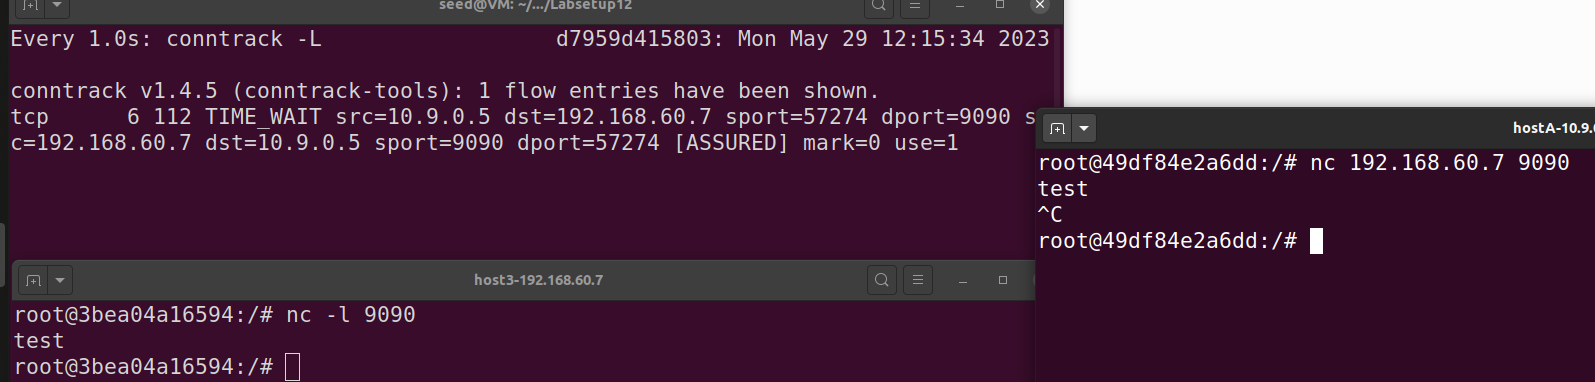 seed@VM: ~/.../Labsetup12
Every 1.0s: conntrack -L d7959d415803: Mon May 29 12:15:34 2023
conntrack v1.4.5 (conntrack-tools): 1 flow entries have been shown.
tcp 6 112 TIME_WAIT src=10.9.0.5 dst=192.168.60.7 sport=57274 dport=9090 s
c=192.168.60.7 dst=10.9.0.5 sport=9090 dport=57274 [ASSURED] mark=0 use=1
host3-192.168.60.7
root@3bea04a16594:/# nc -l 9090
test
root@3bea04a16594:/#
hostA-10.9.
root@49df84e2a6dd:/# nc 192.168.60.7 9090
test
^C
root@49df84e2a6dd:/#